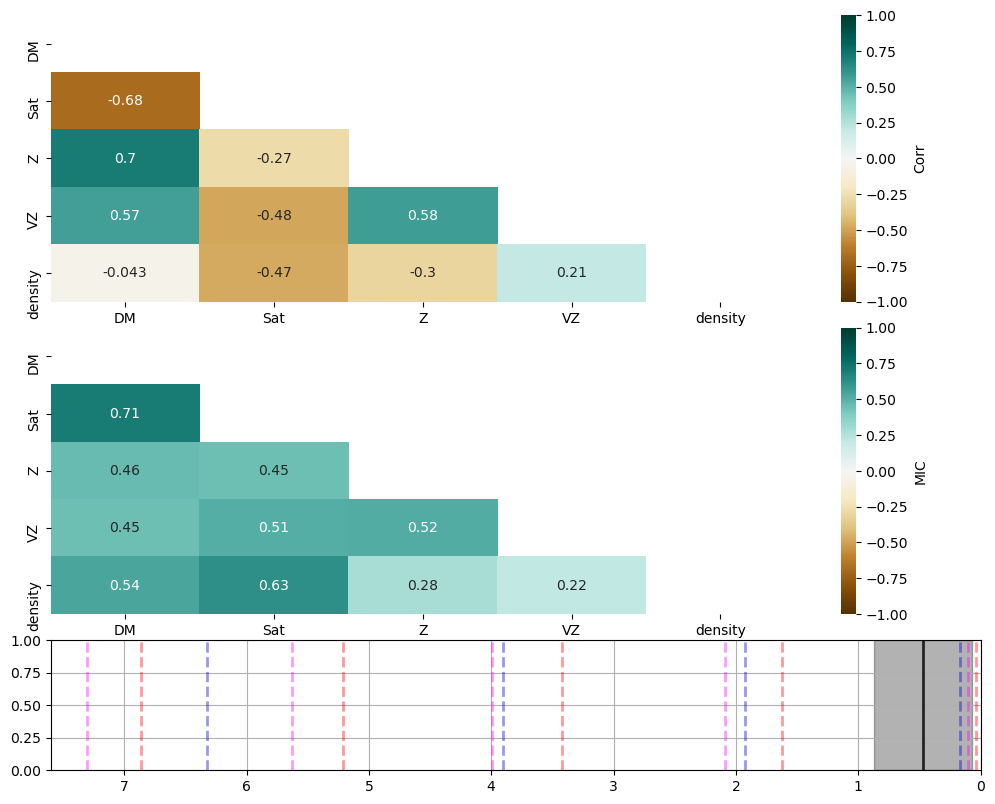 DM
Sat
Z
VZ
density
-0.68
0.7
-0.27
0.57
-0.48
0.58
-0.043
-0.47
-0.3
0.21
DM Sat Z VZ density
1.00
0.75
0.50
0.25
0.00
−0.25
−0.50
−0.75
−1.00
Corr
DM
Sat
Z
VZ
density
0.71
0.46
0.45
0.45
0.51
0.52
0.54
0.63
0.28
0.22
DM Sat Z VZ density
1.00
0.75
0.50
0.25
0.00
−0.25
−0.50
−0.75
−1.00
MIC
1.00
0.75
0.50
0.25
0.00
7 6 5 4 3 2 1 0